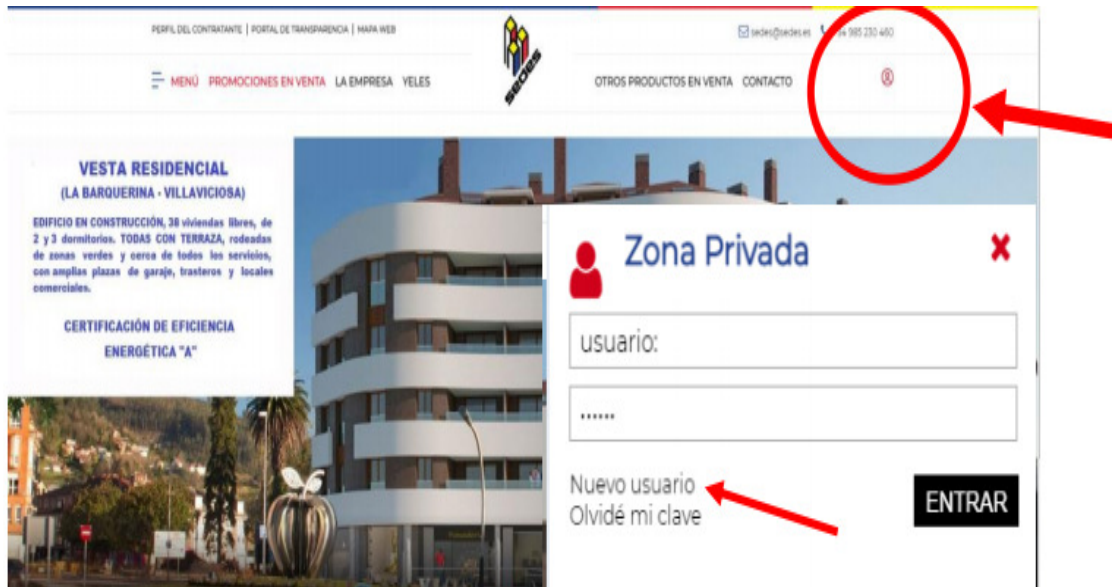 PERFIL DEL CONTRATANTE | PORTAL DE TRANSPARENCIA | MAPA WEB
sedes@sedes.es
985 230 460
MENÚ PROMOCIONES EN VENTA LA EMPRESA YELES
sedes
OTROS PRODUCTOS EN VENTA CONTACTO
VESTA RESIDENCIAL
(LA BARQUERINA - VILLAVICIOSA)
EDIFICIO EN CONSTRUCCIÓN, 38 viviendas libres, de
2 y 3 dormitorios. TODAS CON TERRAZA, rodeadas
de zonas verdes y cerca de todos los servicios,
con amplias plazas de garaje, trasteros y locales
comerciales.
CERTIFICACIÓN DE EFICIENCIA
ENERGÉTICA "A"
Zona Privada
usuario:
......
Nuevo usuario
Olvidé mi clave
ENTRAR